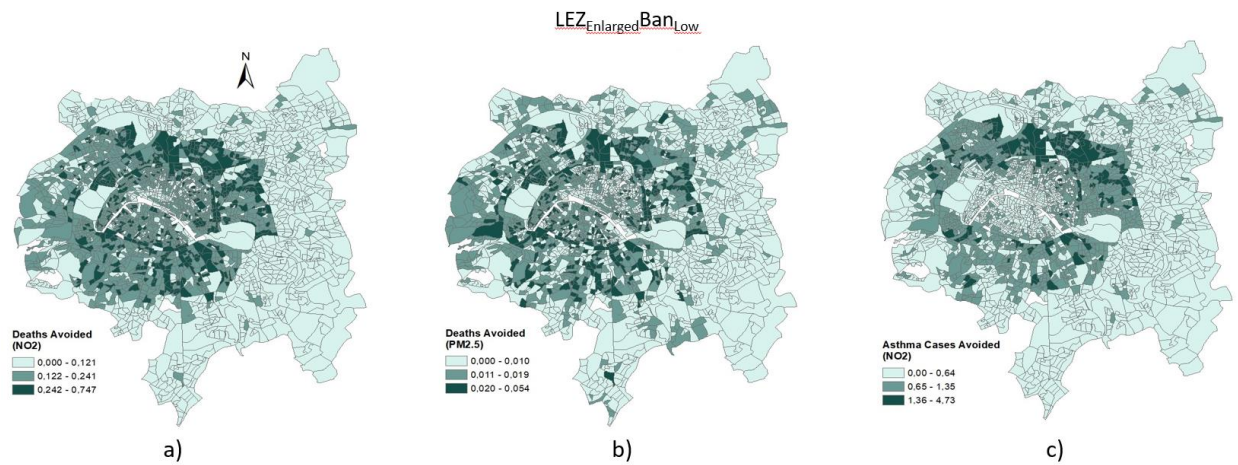 LEZEnlargedBanLow
N
Deaths Avoided
(NO2)
0,000 - 0,121
0,122 - 0,241
0,242 - 0,747
a)
Deaths Avoided
(PM2.5)
0,000 - 0,010
0,011 - 0,019
0,020 - 0,054
b)
Asthma Cases Avoided
(NO2)
0,00 - 0,64
0,65 - 1,35
1,36 - 4,73
c)